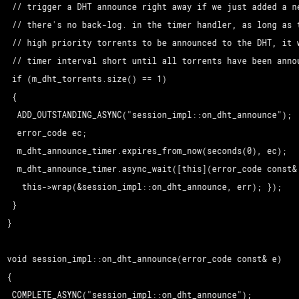 // trigger a DHT announce right away if we just added a
// there's no back-log. in the timer handler, as long as
// high priority torrents to be announced to the DHT, it
// timer interval short until all torrents have been
if (m_dht_torrents.size() == 1)
{
ADD_OUTSTANDING_ASYNC("session_impl::on_dht_announce");
error_code ec;
m_dht_announce_timer.expires_from_now(seconds(0), ec);
m_dht_announce_timer.async_wait([this](error_code const&
this->wrap(&session_impl::on_dht_announce, err); });
}
}
void session_impl::on_dht_announce(error_code const& e)
{
COMPLETE_ASYNC("session_impl::on_dht_announce");